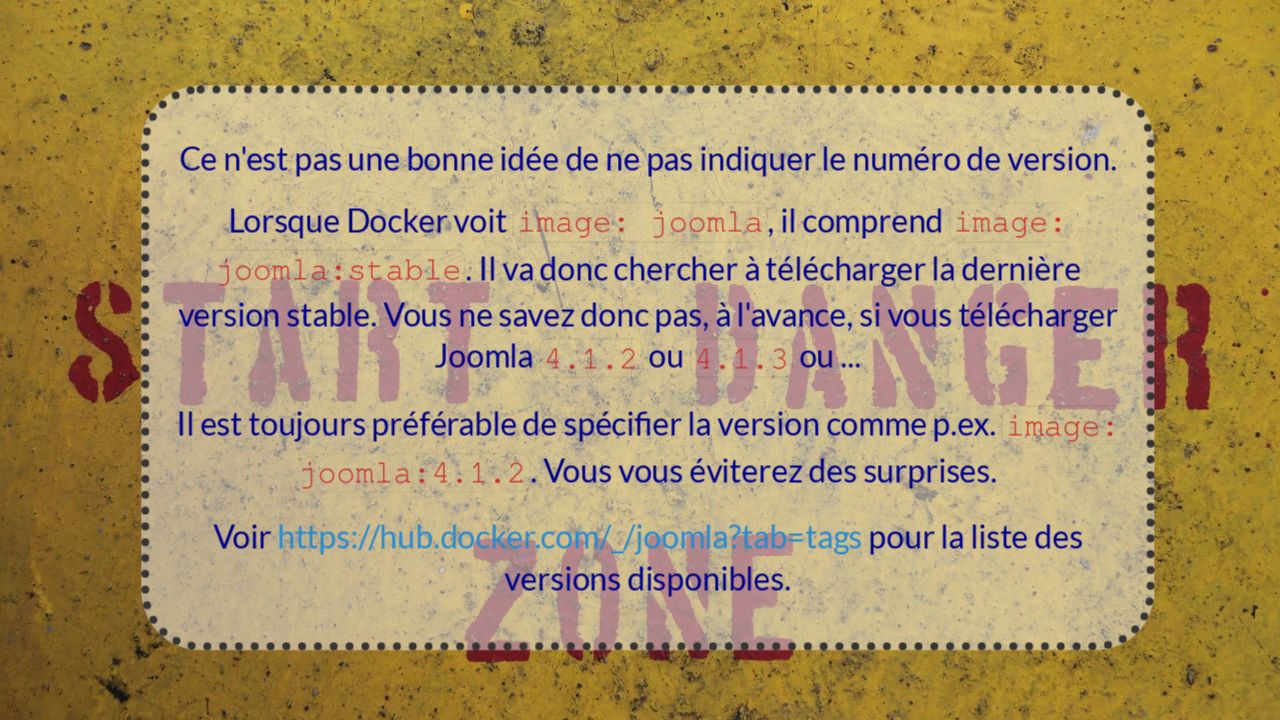 Ce n'est pas une bonne idée de ne pas indiquer le numéro de version.
Lorsque Docker voit image: joomla, il comprend image:
joomla:stable. Il va donc chercher à télécharger la dernière
version stable. Vous ne savez donc pas, à l'avance, si vous télécharger
Joomla 4.1.2 ou 4.1.3 ou ...
Il est toujours préférable de spécifier la version comme p.ex. image:
joomla:4.1.2. Vous vous éviterez des surprises.
Voir https://hub.docker.com/_/joomla?tab=tags pour la liste des
versions disponibles.
START DANGER
ZONE